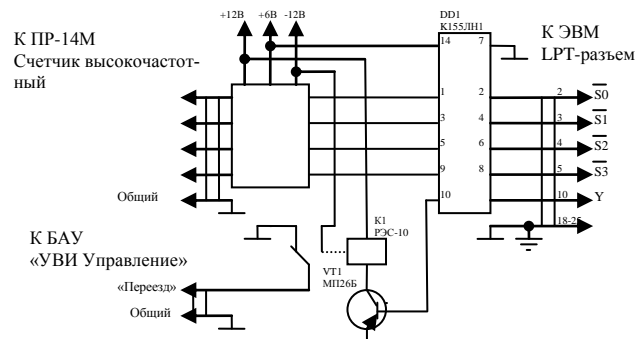 +12В +6В -12В
DD1
К155ЛН1
К ПР-14М
Счетчик высокочастот-
ный
К ЭВМ
LPT-разъем
14 7
1 2 2 S0
3 4 3 S1
5 6 4 S2
9 8 5 S3
Общий
10 10 Y
18-25
К1
РЭС-10
К БАУ
«УВИ Управление»
VT1
МП26Б
«Переезд»
Общий